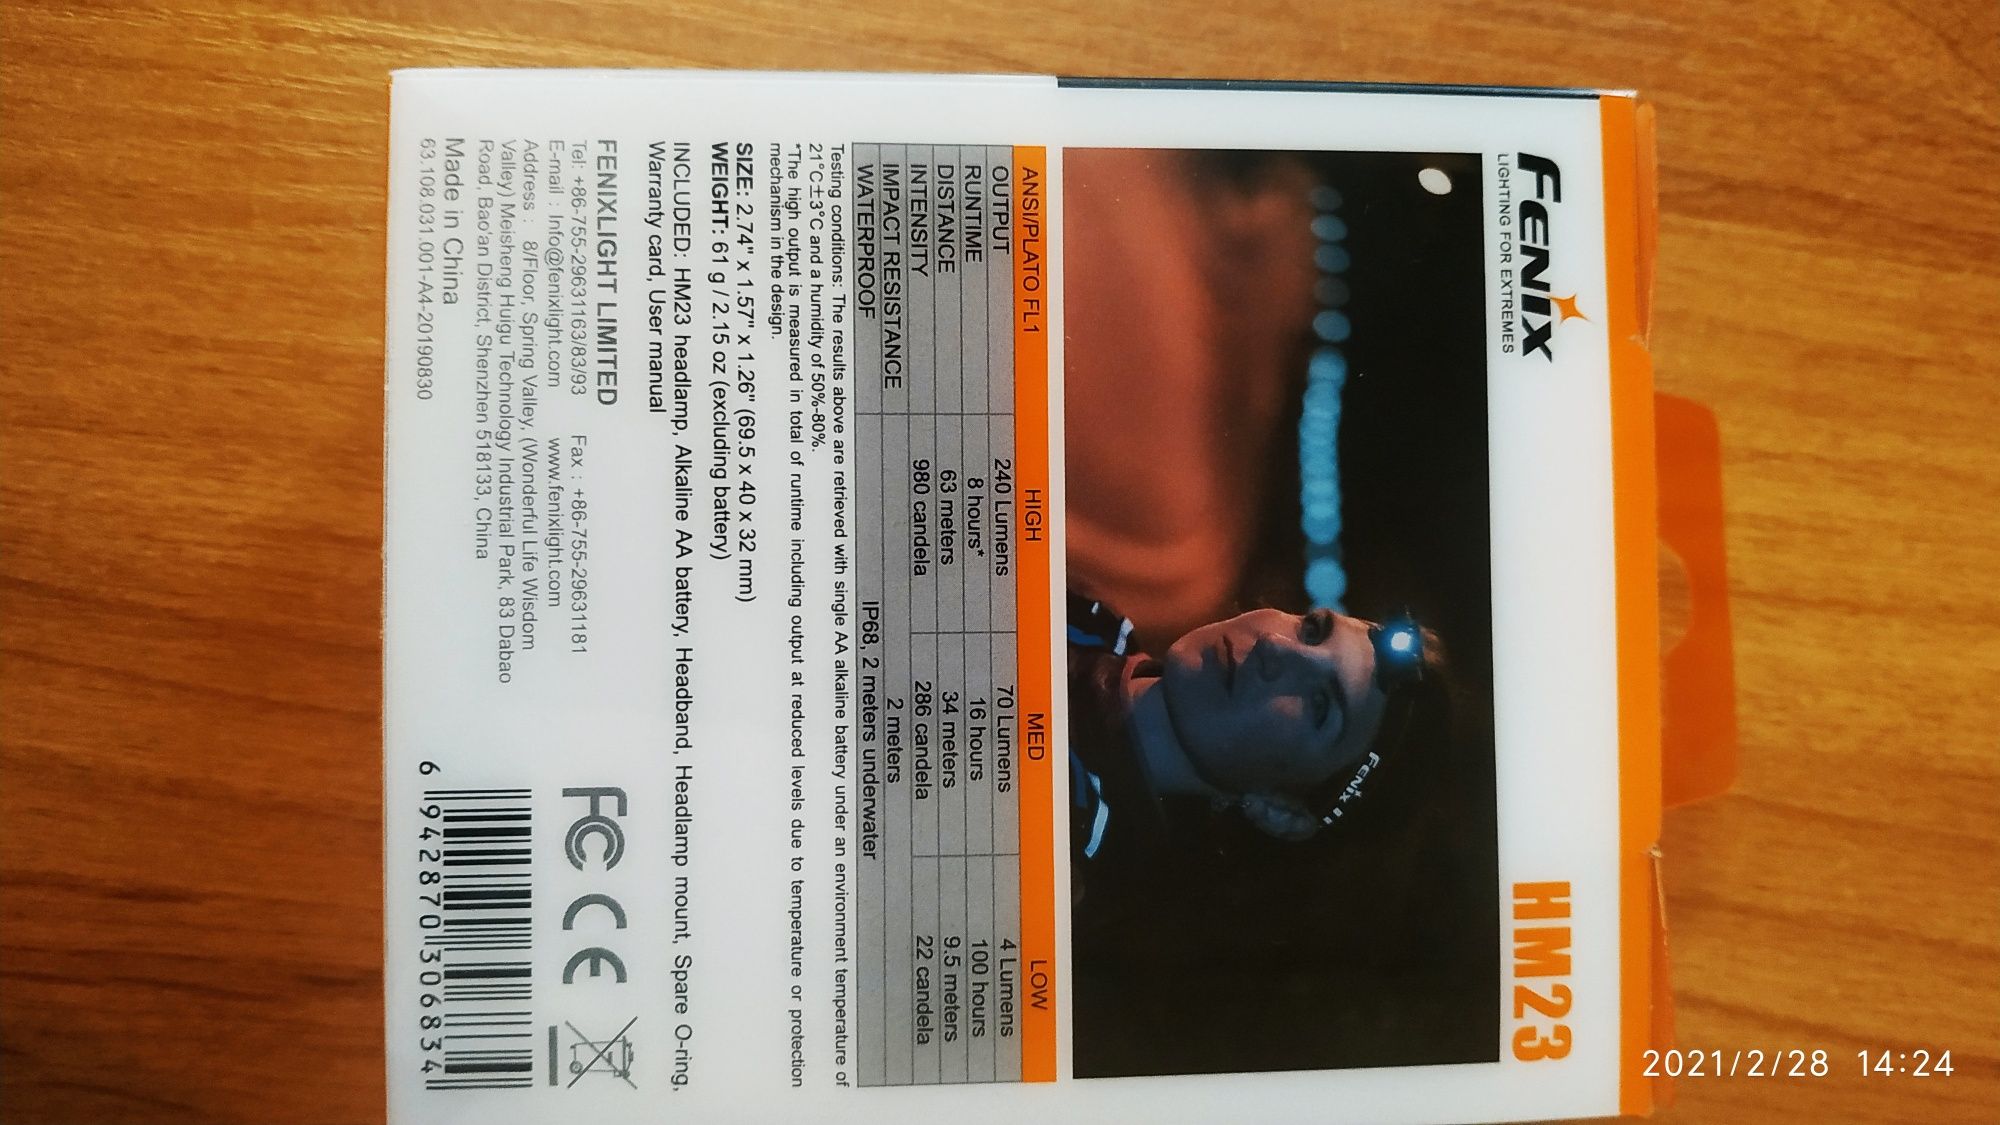 FENIX
LIGHTING FOR EXTREMES
HM23
FENIX
ANSI/PLATO FL1 HIGH MED LOW
OUTPUT 240 Lumens 70 Lumens 4 Lumens
RUNTIME 8 hours* 16 hours 100 hours
DISTANCE 63 meters 34 meters 9.5 meters
INTENSITY 980 candela 286 candela 22 candela
IMPACT RESISTANCE 2 meters
WATERPROOF IP68, 2 meters underwater
Testing conditions: The results above are retrieved with single AA alkaline battery under an environment temperature of
21°c±3°C and a humidity of 50%-80%.
*The high output is measured in total of runtime including output at reduced levels due to temperature or protection
mechanism in the design.
SIZE: 2.74" x 1.57" x 1.26" (69.5 x 40 x 32 mm)
WEIGHT: 61 g / 2.15 oz (excluding battery)
INCLUDED: HM23 headlamp, Alkaline AA battery, Headband, Headlamp mount, Spare O-ring,
Warranty card, User manual
FENIXLIGHT LIMITED
Tel: +86-755-29631163/83/93 Fax : +86-755-29631181
E-mail : Info@fenixlight.com www.fenixlight.com
Address : 8/Floor, Spring Valley, (Wonderful Life Wisdom
Valley) Meisheng Huigu Technology Industrial Park, 83 Dabao
Road, Bao'an District, Shenzhen 518133, China
Made in China
63.108.031.001-A4-20190830
FC CE
6 942870 306834
2021/2/28 14:24